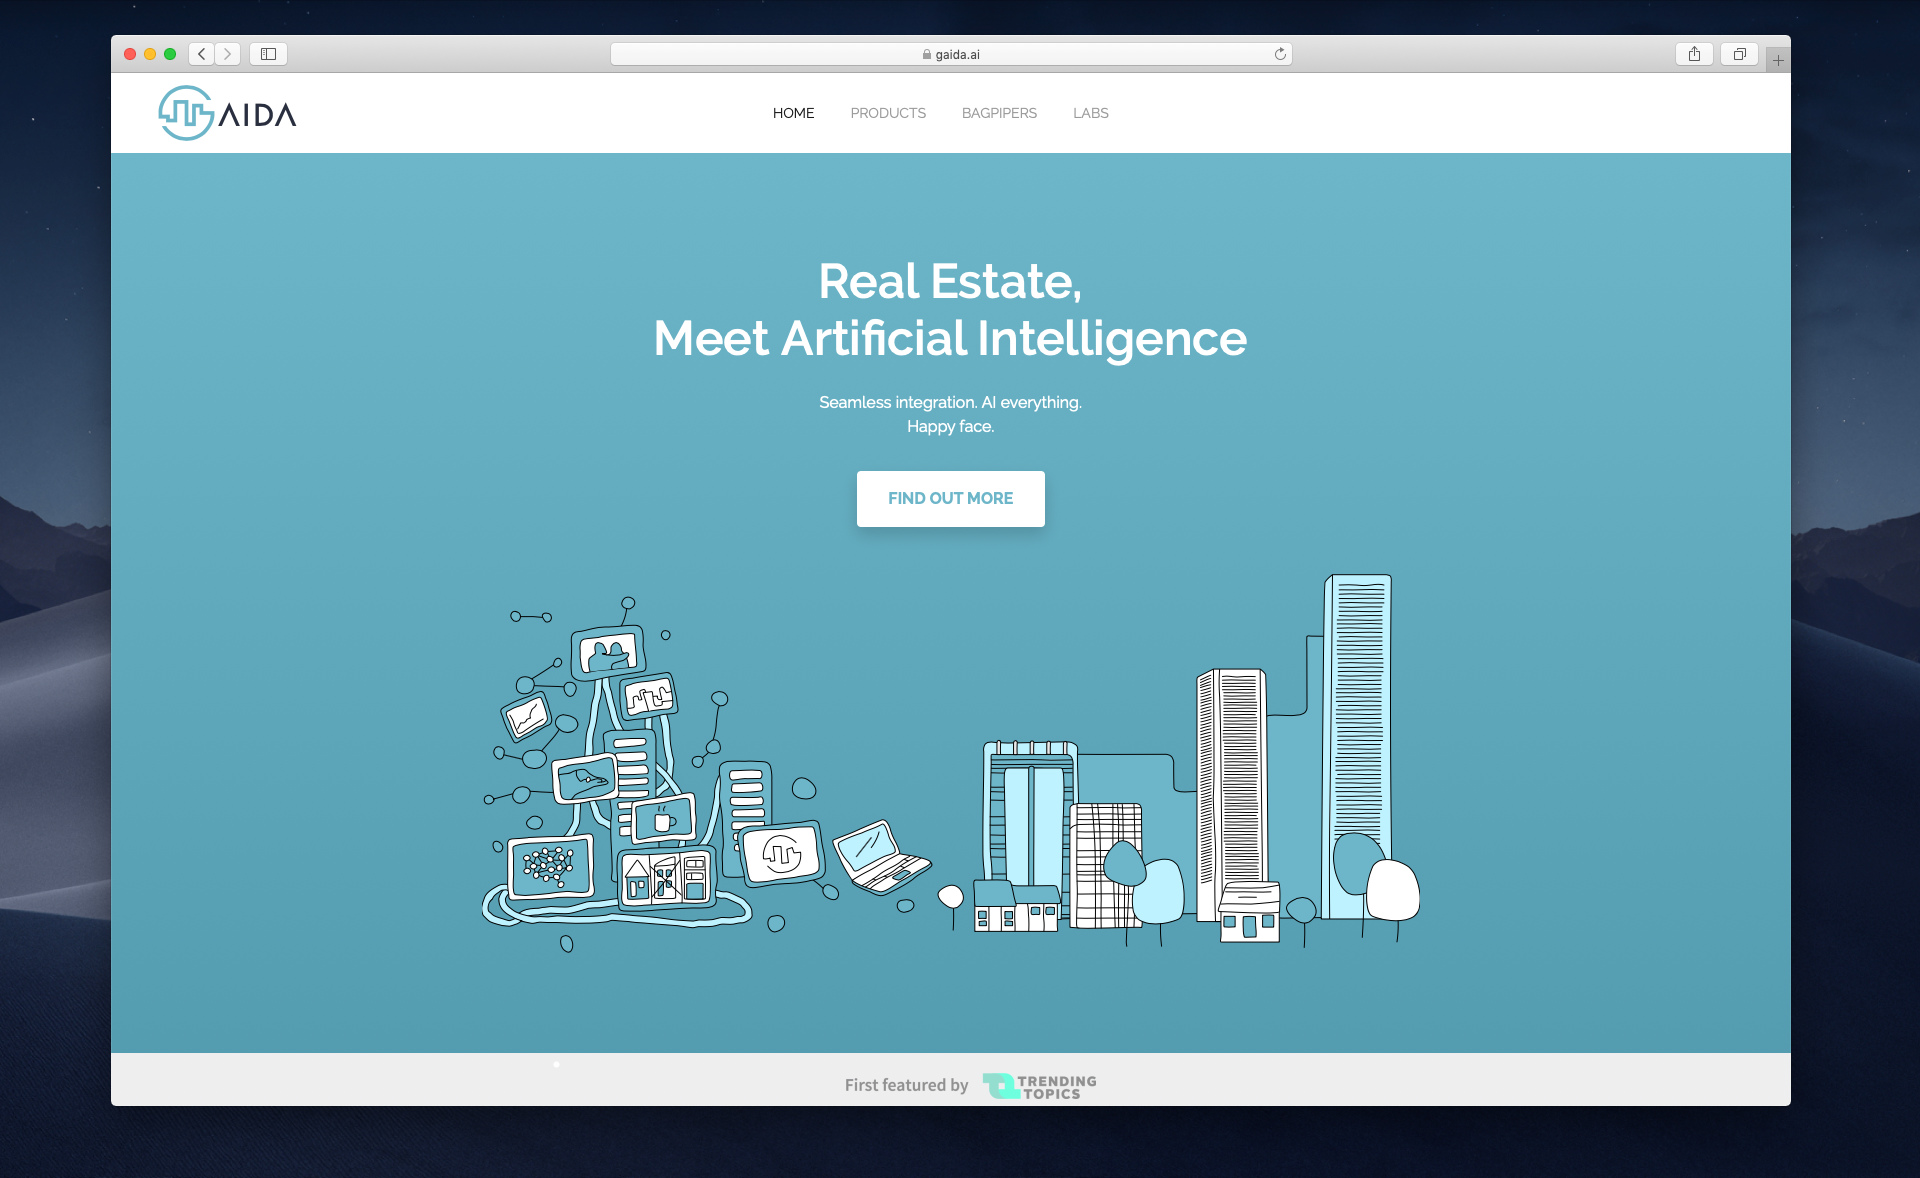 gaida.ai
GAIDA
HOME
PRODUCTS
BAGPIPERS
LABS
Real Estate,
Meet Artificial Intelligence
Seamless integration. AI everything.
Happy face.
FIND OUT MORE
First featured by
TRENDING
TOPICS